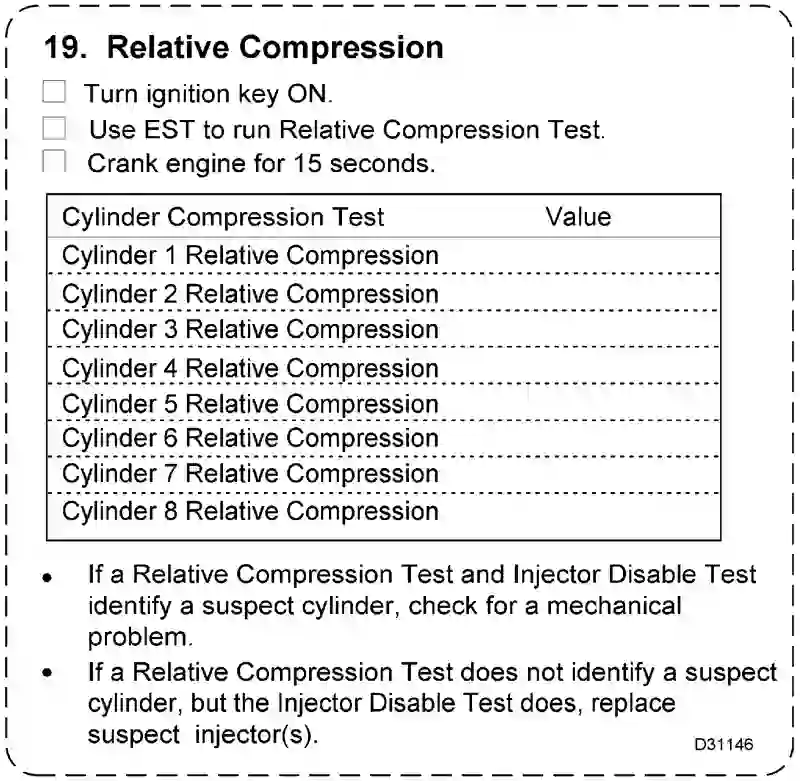 19. Relative Compression
Turn ignition key ON.
Use EST to run Relative Compression Test.
Crank engine for 15 seconds.
Cylinder Compression Test Value
Cylinder 1 Relative Compression
Cylinder 2 Relative Compression
Cylinder 3 Relative Compression
Cylinder 4 Relative Compression
Cylinder 5 Relative Compression
Cylinder 6 Relative Compression
Cylinder 7 Relative Compression
Cylinder 8 Relative Compression
• If a Relative Compression Test and Injector Disable Test
identify a suspect cylinder, check for a mechanical
problem.
• If a Relative Compression Test does not identify a suspect
cylinder, but the Injector Disable Test does, replace
suspect injector(s).
D31146